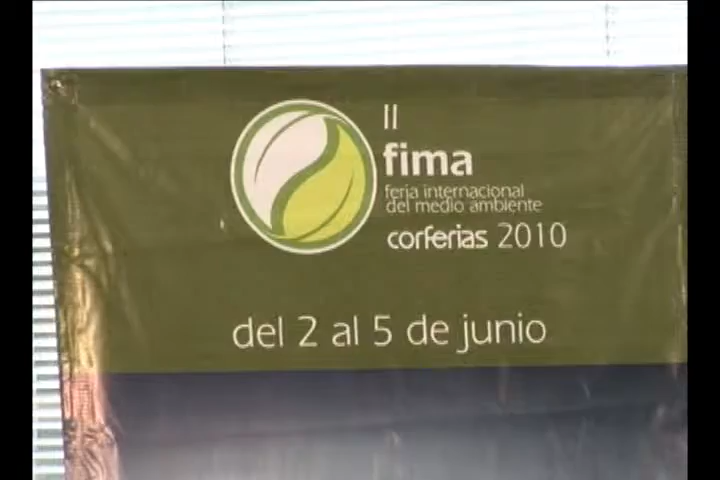 II
fima
feria internacional
del medio ambiente
corferias 2010
del 2 al 5 de junio